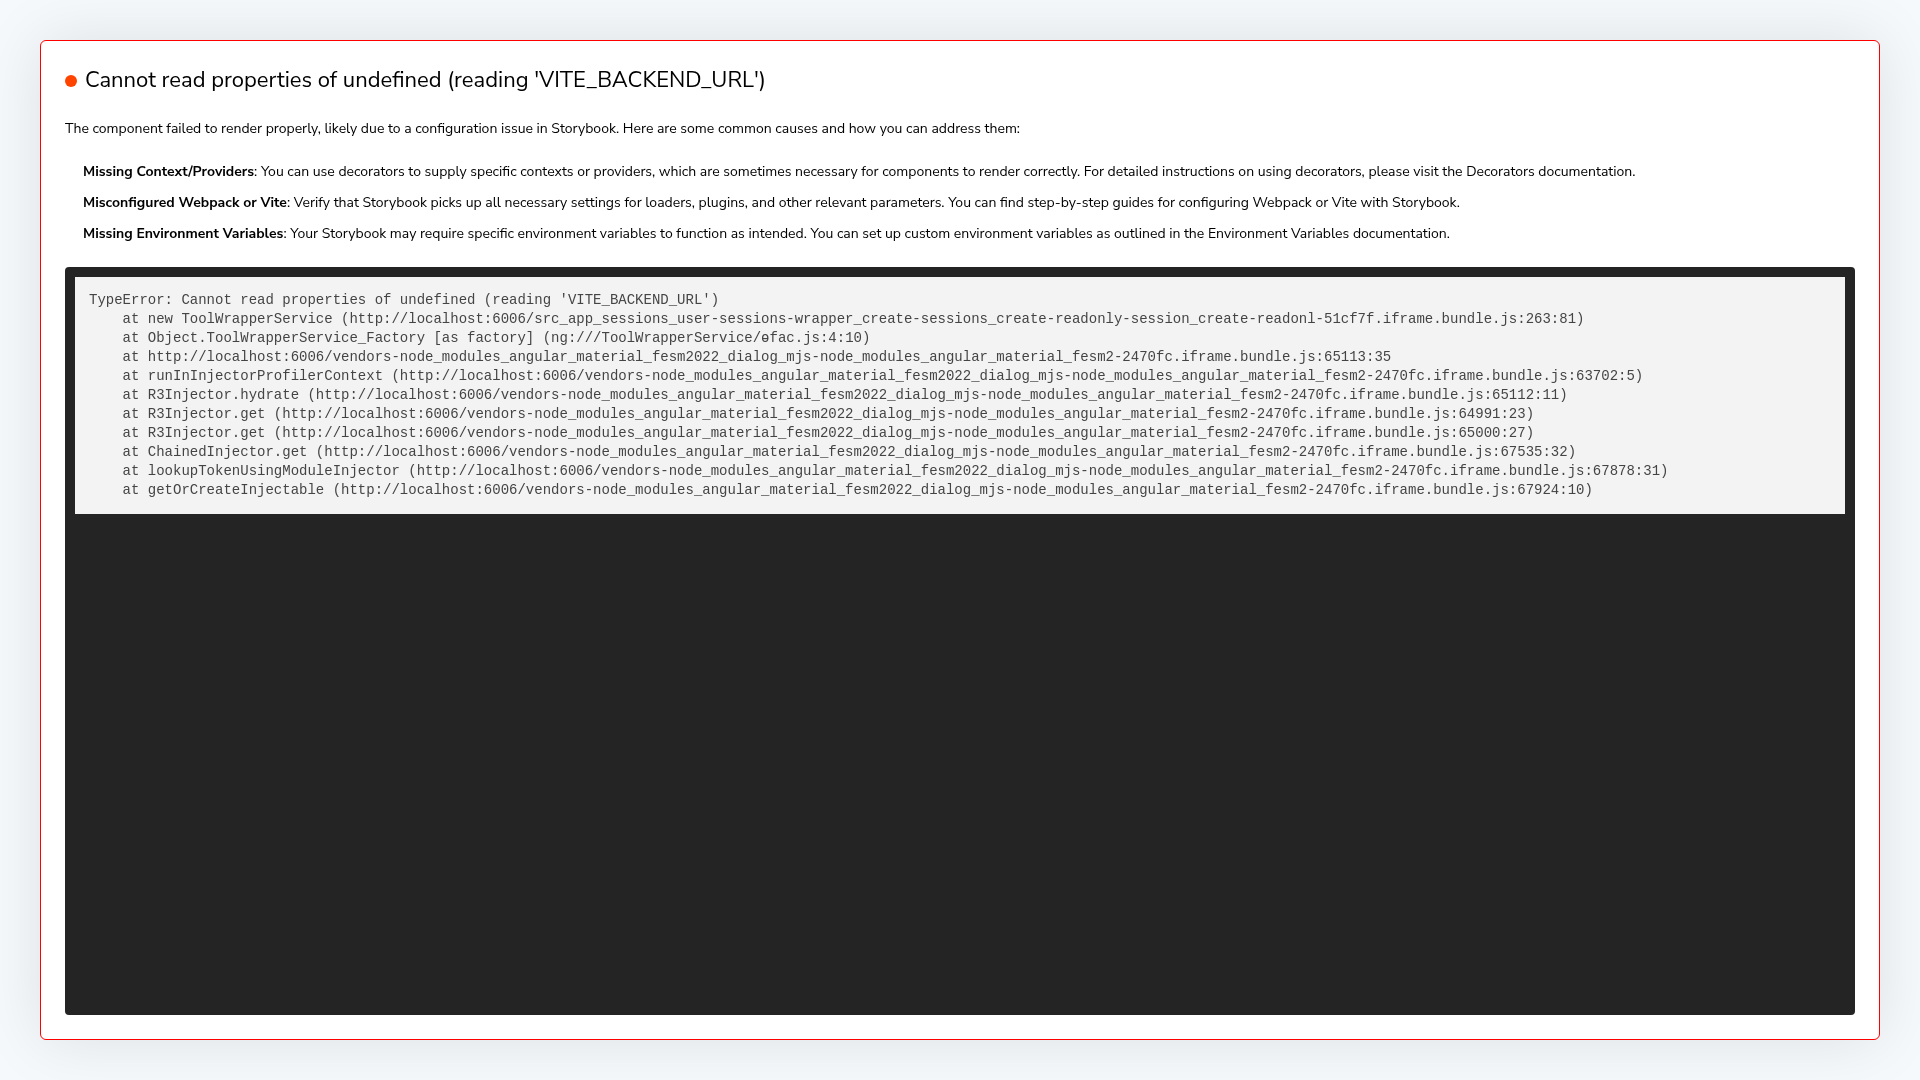 Cannot read properties of undefined (reading 'VITE_BACKEND_URL')
The component failed to render properly, likely due to a configuration issue in Storybook. Here are some common causes and how you can address them:
Missing Context/Providers: You can use decorators to supply specific contexts or providers, which are sometimes necessary for components to render correctly. For detailed instructions on using decorators, please visit the Decorators documentation.
Misconfigured Webpack or Vite: Verify that Storybook picks up all necessary settings for loaders, plugins, and other relevant parameters. You can find step-by-step guides for configuring Webpack or Vite with Storybook.
Missing Environment Variables: Your Storybook may require specific environment variables to function as intended. You can set up custom environment variables as outlined in the Environment Variables documentation.
TypeError: Cannot read properties of undefined (reading 'VITE_BACKEND_URL')
    at new ToolWrapperService (http://localhost:6006/src_app_sessions_user-sessions-wrapper_create-sessions_create-readonly-session_create-readonl-51cf7f.iframe.bundle.js:263:81)
    at Object.ToolWrapperService_Factory [as factory] (ng:///ToolWrapperService/ɵfac.js:4:10)
    at http://localhost:6006/vendors-node_modules_angular_material_fesm2022_dialog_mjs-node_modules_angular_material_fesm2-2470fc.iframe.bundle.js:65113:35
    at runInInjectorProfilerContext (http://localhost:6006/vendors-node_modules_angular_material_fesm2022_dialog_mjs-node_modules_angular_material_fesm2-2470fc.iframe.bundle.js:63702:5)
    at R3Injector.hydrate (http://localhost:6006/vendors-node_modules_angular_material_fesm2022_dialog_mjs-node_modules_angular_material_fesm2-2470fc.iframe.bundle.js:65112:11)
    at R3Injector.get (http://localhost:6006/vendors-node_modules_angular_material_fesm2022_dialog_mjs-node_modules_angular_material_fesm2-2470fc.iframe.bundle.js:64991:23)
    at R3Injector.get (http://localhost:6006/vendors-node_modules_angular_material_fesm2022_dialog_mjs-node_modules_angular_material_fesm2-2470fc.iframe.bundle.js:65000:27)
    at ChainedInjector.get (http://localhost:6006/vendors-node_modules_angular_material_fesm2022_dialog_mjs-node_modules_angular_material_fesm2-2470fc.iframe.bundle.js:67535:32)
    at lookupTokenUsingModuleInjector (http://localhost:6006/vendors-node_modules_angular_material_fesm2022_dialog_mjs-node_modules_angular_material_fesm2-2470fc.iframe.bundle.js:67878:31)
    at getOrCreateInjectable (http://localhost:6006/vendors-node_modules_angular_material_fesm2022_dialog_mjs-node_modules_angular_material_fesm2-2470fc.iframe.bundle.js:67924:10)